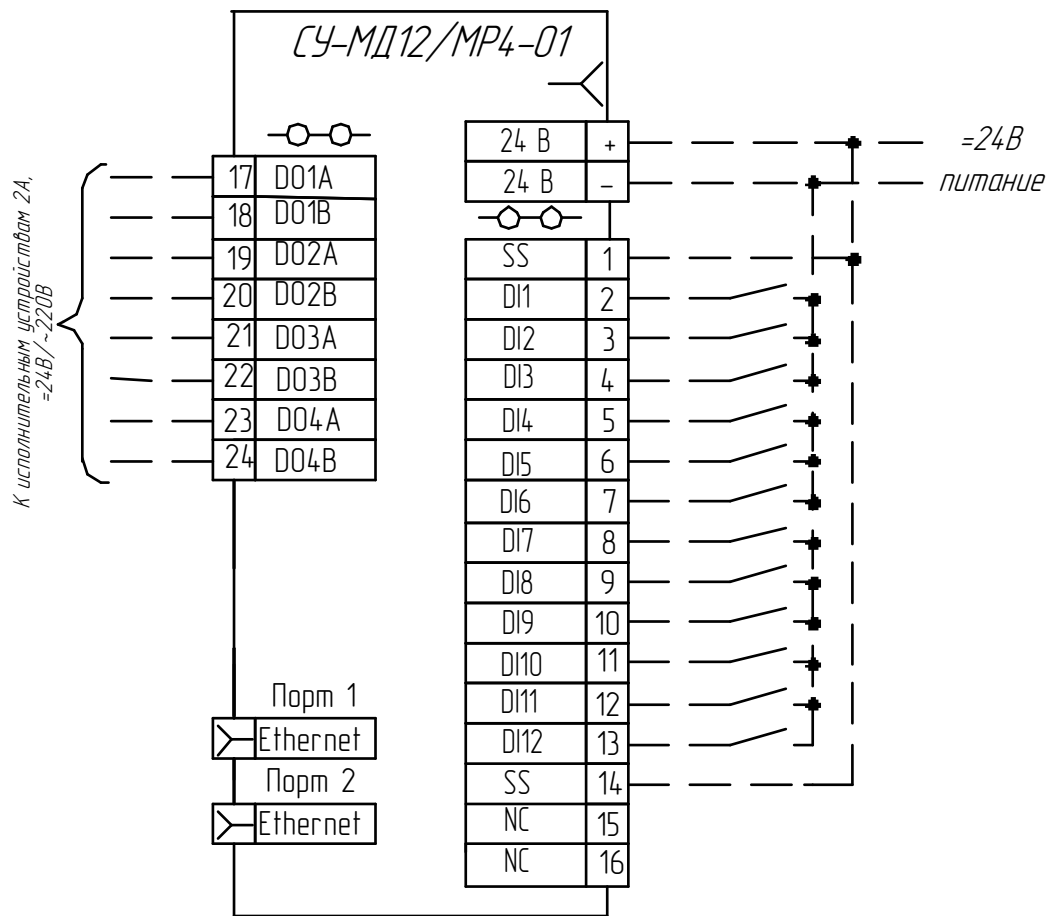 СУ-МД12/МР4-01
24 В +
24 В –
=24В
питание
К исполнительным устройствам 2А,
=24В/~220В
17 DO1A
18 DO1B
19 DO2A
20 DO2B
21 DO3A
22 DO3B
23 DO4A
24 DO4B
SS 1
DI1 2
DI2 3
DI3 4
DI4 5
DI5 6
DI6 7
DI7 8
DI8 9
DI9 10
DI10 11
DI11 12
DI12 13
SS 14
NC 15
NC 16
Порт 1
Ethernet
Порт 2
Ethernet